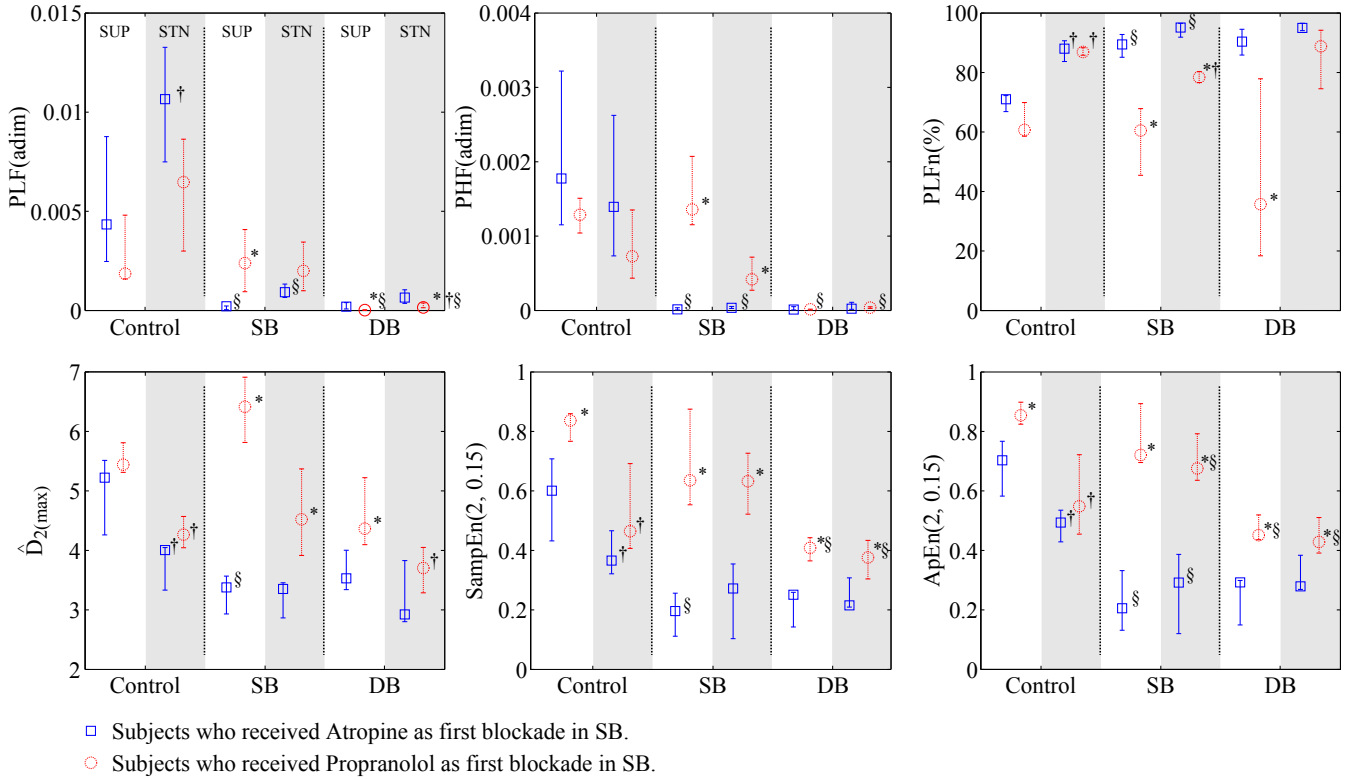 0.015
0.01
0.005
0
PLF(adim)
SUP STN SUP STN SUP STN
† * § § *§ *†§
Control SB DB
0.004
0.003
0.002
0.001
0
PHF(adim)
§ * § * § §
Control SB DB
100
80
60
40
20
0
PLFn(%)
† † § * § *† *
Control SB DB
7
6
5
4
3
2
D̂2(max)
† † § * * * †
Control SB DB
1
0.8
0.6
0.4
0.2
0
SampEn(2, 0.15)
* † † § * * *§ *§
Control SB DB
1
0.8
0.6
0.4
0.2
0
ApEn(2, 0.15)
* † † § * § *§ *§ *§
Control SB DB
Subjects who received Atropine as first blockade in SB.
Subjects who received Propranolol as first blockade in SB.